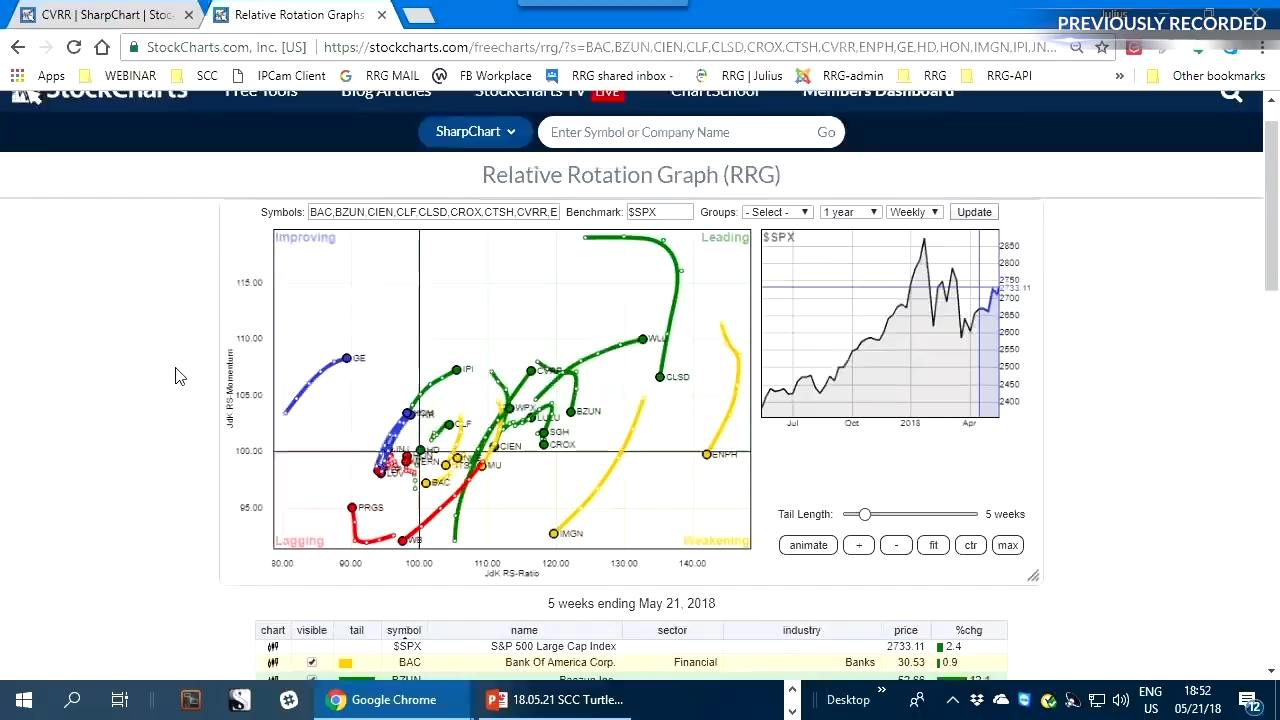 CVRR | SharpChart | StockCharts
Relative Rotation Graphs
PREVIOUSLY RECORDED
StockCharts.com, Inc. [US] | https://stockcharts.com/freecharts/rrg/?s=BAC,BZUN,CIEN,CLF,CLSD,CROX,CTSH,CVRR,ENPH,GE,HD,HON,IMGN,IPI,JN...
Apps WEBINAR SCC IPCam Client RRG MAIL FB Workplace RRG shared inbox - RRG | Julius RRG-admin RRG RRG-API » Other bookmarks
StockCharts Free Tools Blog Articles StockCharts TV LIVE ChartSchool Members Dashboard
SharpChart Enter Symbol or Company Name Go
Relative Rotation Graph (RRG)
Symbols: BAC,BZUN,CIEN,CLF,CLSD,CROX,CTSH,CVRR,E Benchmark: $SPX Groups: - Select - 1 year Weekly Update
Improving Leading
Lagging Weakening
JdK RS-Momentum
115.00
110.00
105.00
100.00
95.00
80.00 90.00 100.00 110.00 120.00 130.00 140.00
JdK RS-Ratio
GE
IPI
CLSD
BZUN
WPX
LULU
SGH
CROX
CLF
CIEN
HD
MU
BAC
ENPH
IMGN
PRGS
WB
LUV
$SPX
2850
2800
2750
2733.11
2700
2650
2600
2550
2500
2450
2400
Jul Oct 2018 Apr
Tail Length: 5 weeks
animate + - fit ctr max
5 weeks ending May 21, 2018
chart visible tail symbol name sector industry price %chg
$SPX S&P 500 Large Cap Index 2733.11 2.4
BAC Bank Of America Corp. Financial Banks 30.53 0.9
Google Chrome 18.05.21 SCC Turtle... Desktop » ENG US 18:52 05/21/18 12